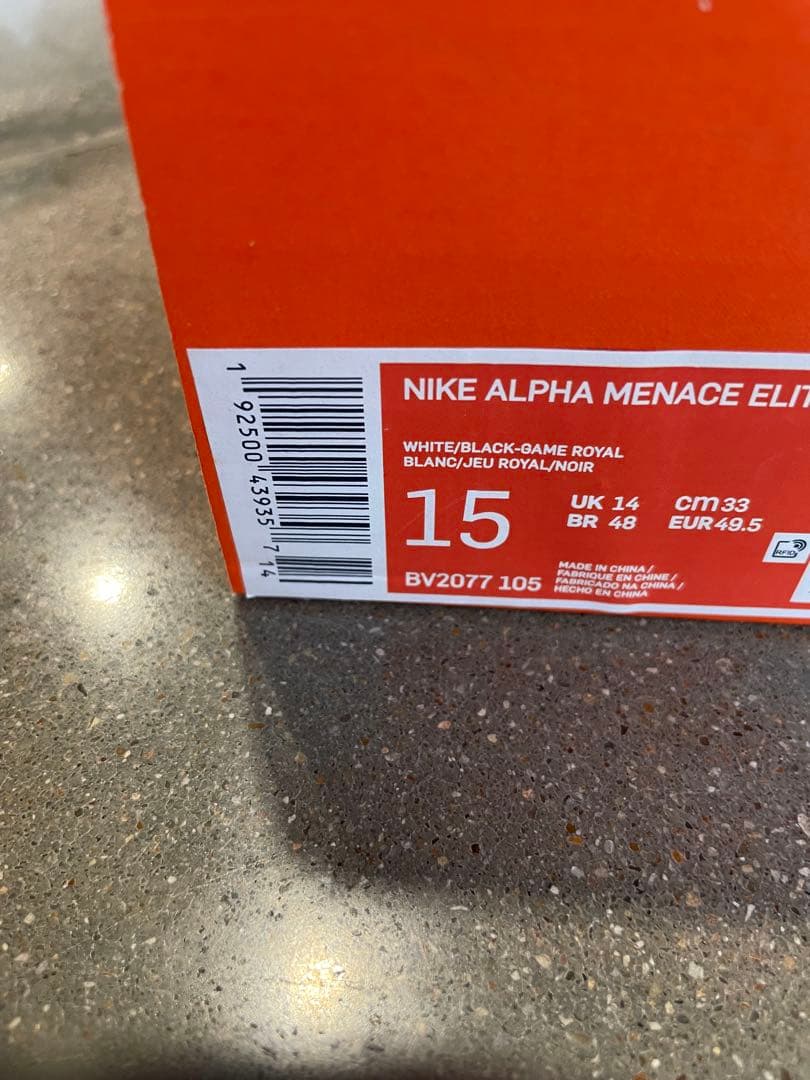 NIKE ALPHA MENACE ELIT
WHITE/BLACK-GAME ROYAL
BLANC/JEU ROYAL/NOIR
15
UK 14
BR 48
cm 33
EUR 49.5
RFID
BV2077 105
MADE IN CHINA /
FABRIQUE EN CHINE /
FABRICADO NA CHINA /
HECHO EN CHINA
1 92500 43935 7 14